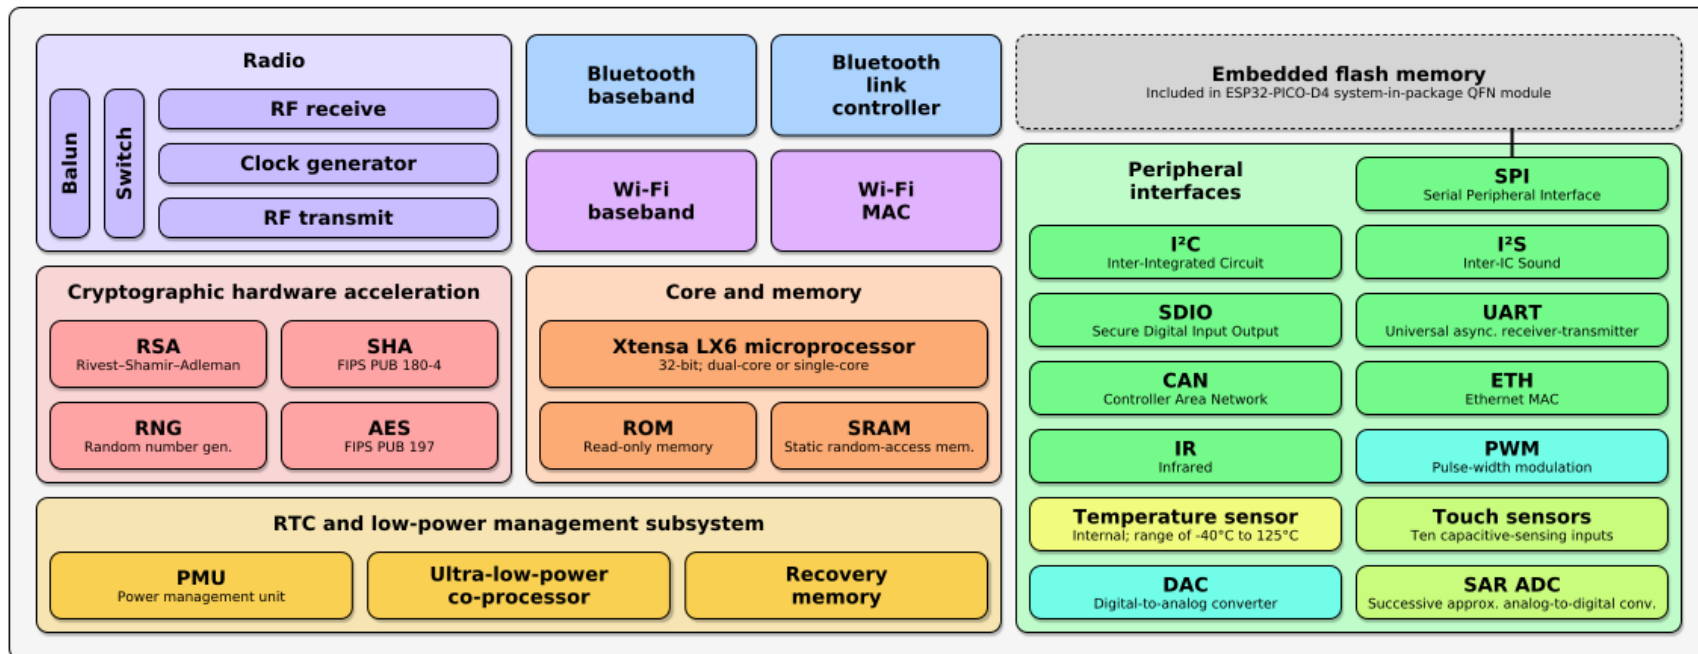 Radio
Balun
Switch
RF receive
Clock generator
RF transmit
Bluetooth
baseband
Bluetooth
link
controller
Wi-Fi
baseband
Wi-Fi
MAC
Embedded flash memory
Included in ESP32-PICO-D4 system-in-package QFN module
Cryptographic hardware acceleration
RSA
Rivest–Shamir–Adleman
SHA
FIPS PUB 180-4
RNG
Random number gen.
AES
FIPS PUB 197
Core and memory
Xtensa LX6 microprocessor
32-bit; dual-core or single-core
ROM
Read-only memory
SRAM
Static random-access mem.
RTC and low-power management subsystem
PMU
Power management unit
Ultra-low-power
co-processor
Recovery
memory
Peripheral
interfaces
SPI
Serial Peripheral Interface
I²C
Inter-Integrated Circuit
I²S
Inter-IC Sound
SDIO
Secure Digital Input Output
UART
Universal async. receiver-transmitter
CAN
Controller Area Network
ETH
Ethernet MAC
IR
Infrared
PWM
Pulse-width modulation
Temperature sensor
Internal; range of -40°C to 125°C
Touch sensors
Ten capacitive-sensing inputs
DAC
Digital-to-analog converter
SAR ADC
Successive approx. analog-to-digital conv.